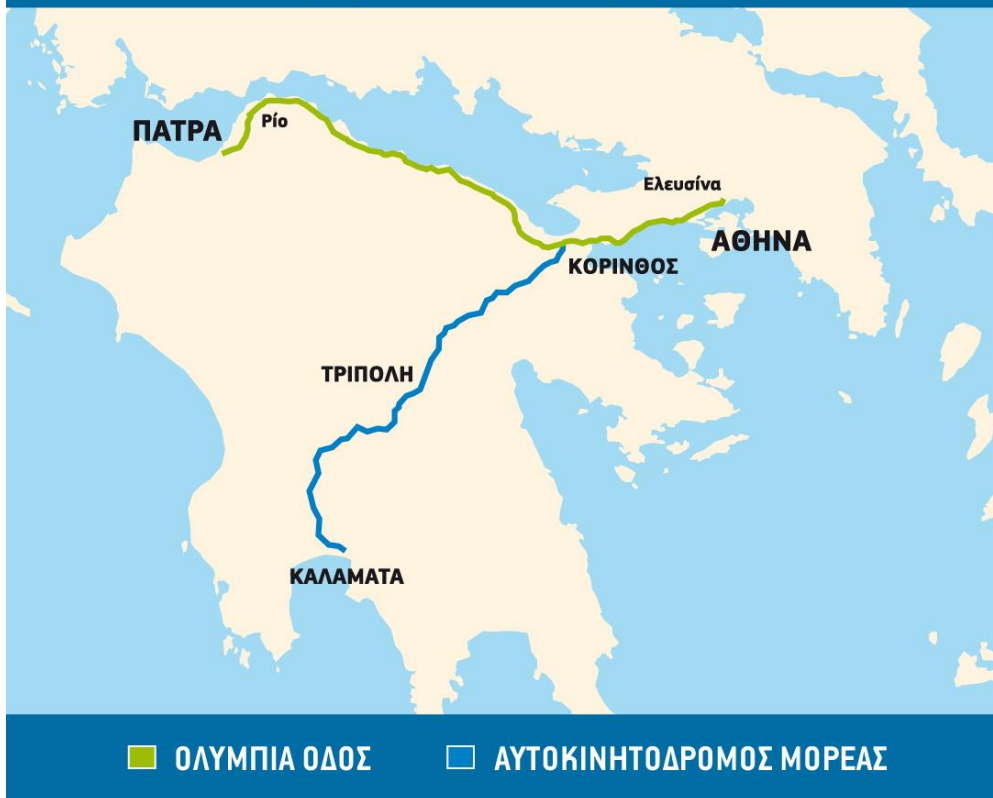 ΠΑΤΡΑ
Ρίο
Ελευσίνα
ΑΘΗΝΑ
ΚΟΡΙΝΘΟΣ
ΤΡΙΠΟΛΗ
ΚΑΛΑΜΑΤΑ
ΟΛΥΜΠΙΑ ΟΔΟΣ
ΑΥΤΟΚΙΝΗΤΟΔΡΟΜΟΣ ΜΟΡΕΑΣ